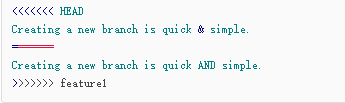 <<<<<<< HEAD
Creating a new branch is quick & simple.
=======
Creating a new branch is quick AND simple.
>>>>>>> feature1